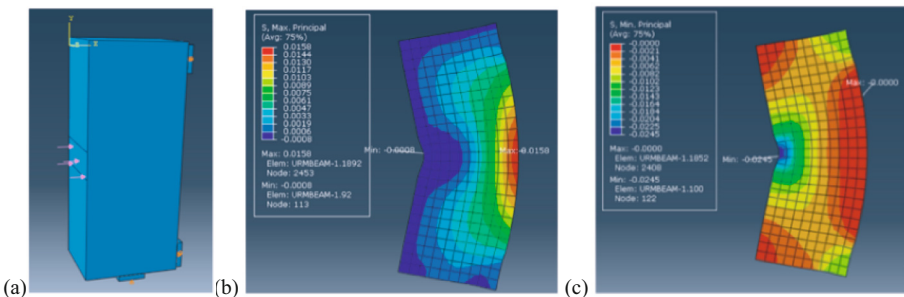 (a)
Y
Z
(b)
S, Max. Principal
(Avg: 75%)
0.0158
0.0144
0.0130
0.0117
0.0103
0.0089
0.0075
0.0061
0.0047
0.0033
0.0019
0.0006
-0.0008
Max: 0.0158
Elem: URMBEAM-1.1892
Node: 2453
Min: -0.0008
Elem: URMBEAM-1.92
Node: 113
Min: -0.0008
Max: 0.0158
(c)
S, Min. Principal
(Avg: 75%)
-0.0000
-0.0021
-0.0041
-0.0062
-0.0082
-0.0102
-0.0123
-0.0143
-0.0164
-0.0184
-0.0204
-0.0225
-0.0245
Max: -0.0000
Elem: URMBEAM-1.1852
Node: 2408
Min: -0.0245
Elem: URMBEAM-1.100
Node: 122
Max: -0.0000
Min: -0.0245